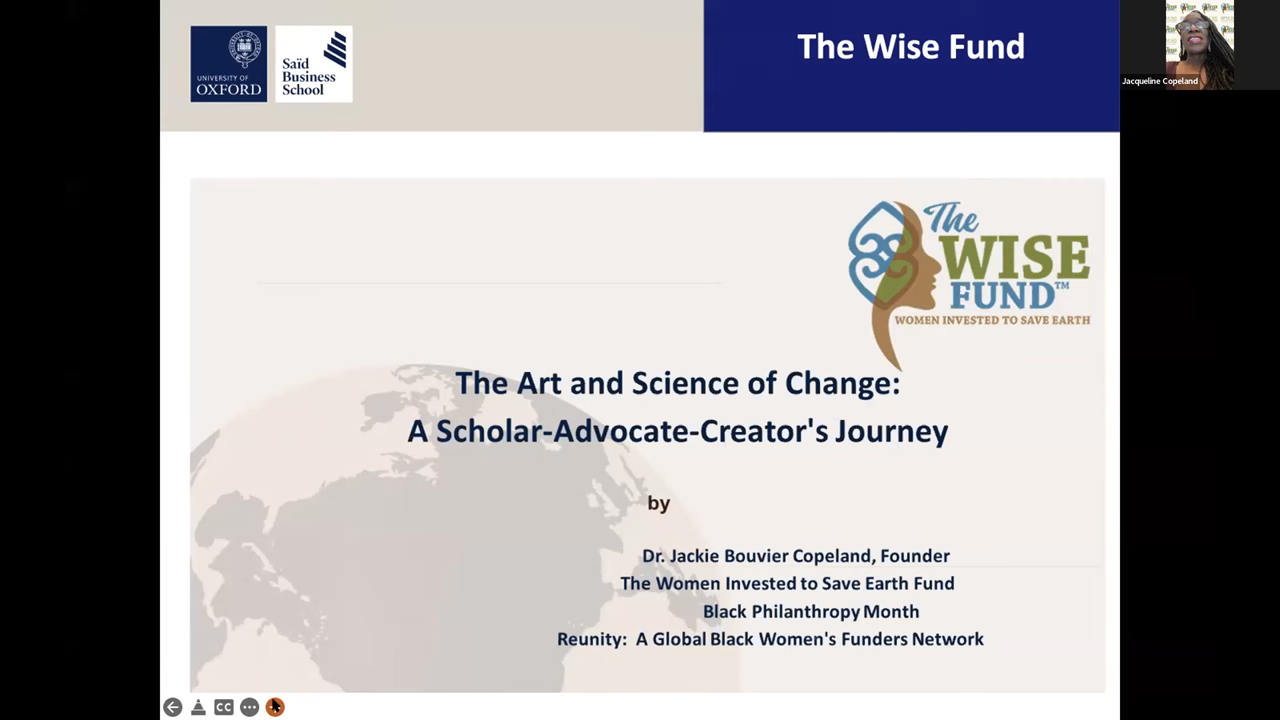 UNIVERSITY OF
OXFORD
Saïd
Business
School
The Wise Fund
Jacqueline Copeland
The
WISE
FUND™
WOMEN INVESTED TO SAVE EARTH
The Art and Science of Change:
A Scholar-Advocate-Creator's Journey
by
Dr. Jackie Bouvier Copeland, Founder
The Women Invested to Save Earth Fund
Black Philanthropy Month
Reunity: A Global Black Women's Funders Network
CC